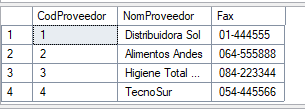 CodProveedor NomProveedor Fax
1 1 Distribuidora Sol 01-444555
2 2 Alimentos Andes 064-555888
3 3 Higiene Total ... 084-223344
4 4 TecnoSur 054-445566